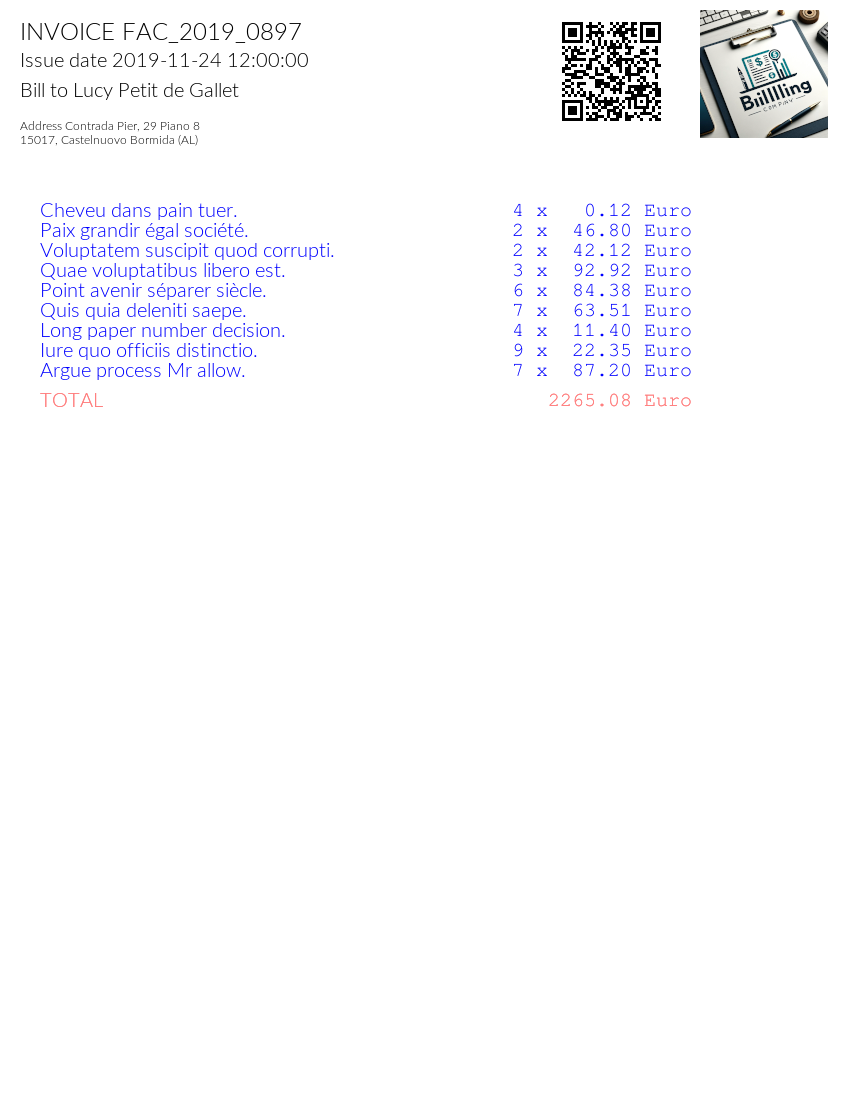 INVOICE FAC_2019_0897
Issue date 2019-11-24 12:00:00
Bill to Lucy Petit de Gallet
Address Contrada Pier, 29 Piano 8
15017, Castelnuovo Bormida (AL)
Biillling
COMPANY
Cheveu dans pain tuer. 4 x 0.12 Euro
Paix grandir égal société. 2 x 46.80 Euro
Voluptatem suscipit quod corrupti. 2 x 42.12 Euro
Quae voluptatibus libero est. 3 x 92.92 Euro
Point avenir séparer siècle. 6 x 84.38 Euro
Quis quia deleniti saepe. 7 x 63.51 Euro
Long paper number decision. 4 x 11.40 Euro
Iure quo officiis distinctio. 9 x 22.35 Euro
Argue process Mr allow. 7 x 87.20 Euro
TOTAL 2265.08 Euro